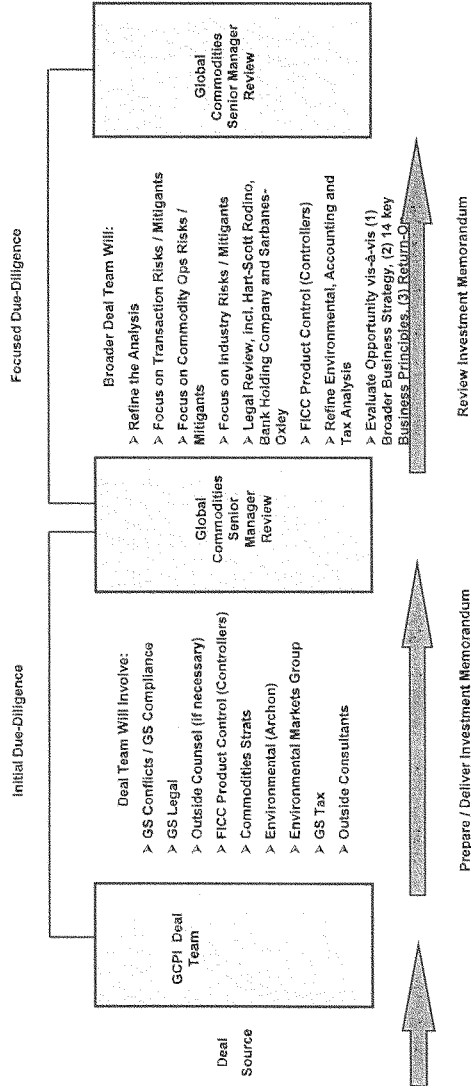 Initial Due-Diligence
Focused Due-Diligence
Deal
Source
GCPI Deal
Team
Deal Team Will Involve:
➢ GS Conflicts / GS Compliance
➢ GS Legal
➢ Outside Counsel (if necessary)
➢ FICC Product Control (Controllers)
➢ Commodities Strats
➢ Environmental (Archon)
➢ Environmental Markets Group
➢ GS Tax
➢ Outside Consultants
Global
Commodities
Senior
Manager
Review
Broader Deal Team Will:
➢ Refine the Analysis
➢ Focus on Transaction Risks / Mitigants
➢ Focus on Commodity Ops Risks /
Mitigants
➢ Focus on Industry Risks / Mitigants
➢ Legal Review, incl. Hart-Scott Rodino,
Bank Holding Company and Sarbanes-
Oxley
➢ FICC Product Control (Controllers)
➢ Refine Environmental, Accounting and
Tax Analysis
➢ Evaluate Opportunity vis-à-vis (1)
Broader Business Strategy, (2) 14 key
Business Principles, (3) Return-O
Global
Commodities
Senior Manager
Review
Prepare / Deliver Investment Memorandum
Review Investment Memorandum